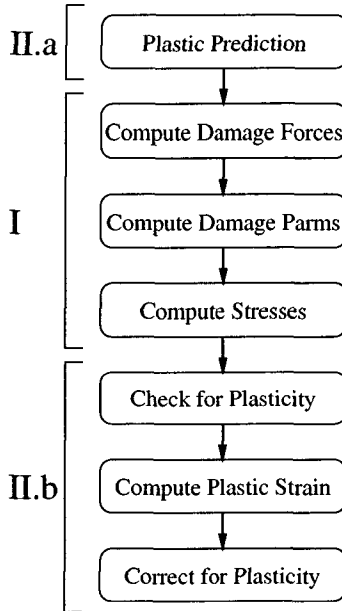 II.a
Plastic Prediction
I
Compute Damage Forces
Compute Damage Parms
Compute Stresses
II.b
Check for Plasticity
Compute Plastic Strain
Correct for Plasticity